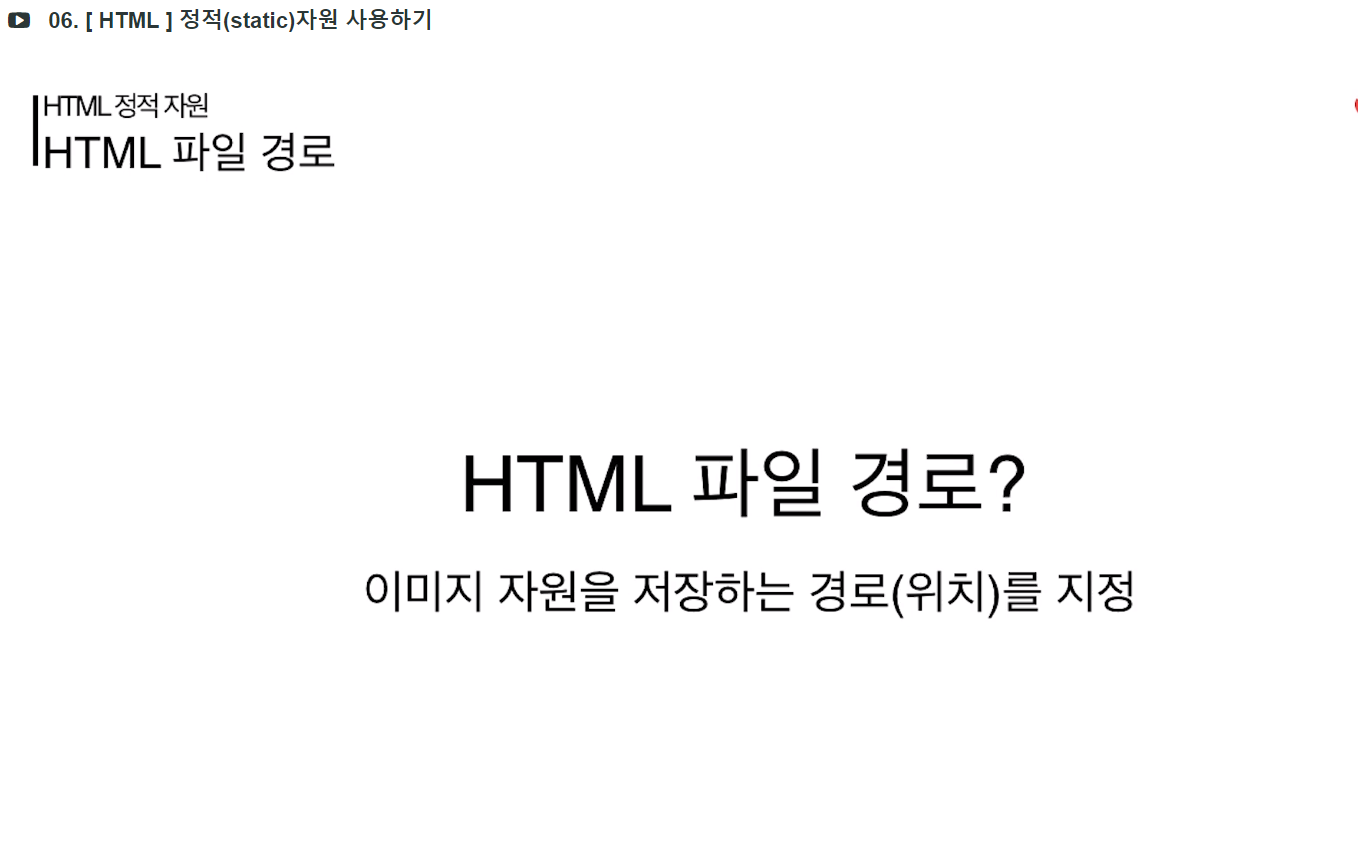 06. [ HTML ] 정적(static)자원 사용하기
HTML 정적 자원
HTML 파일 경로
HTML 파일 경로?
이미지 자원을 저장하는 경로(위치)를 지정